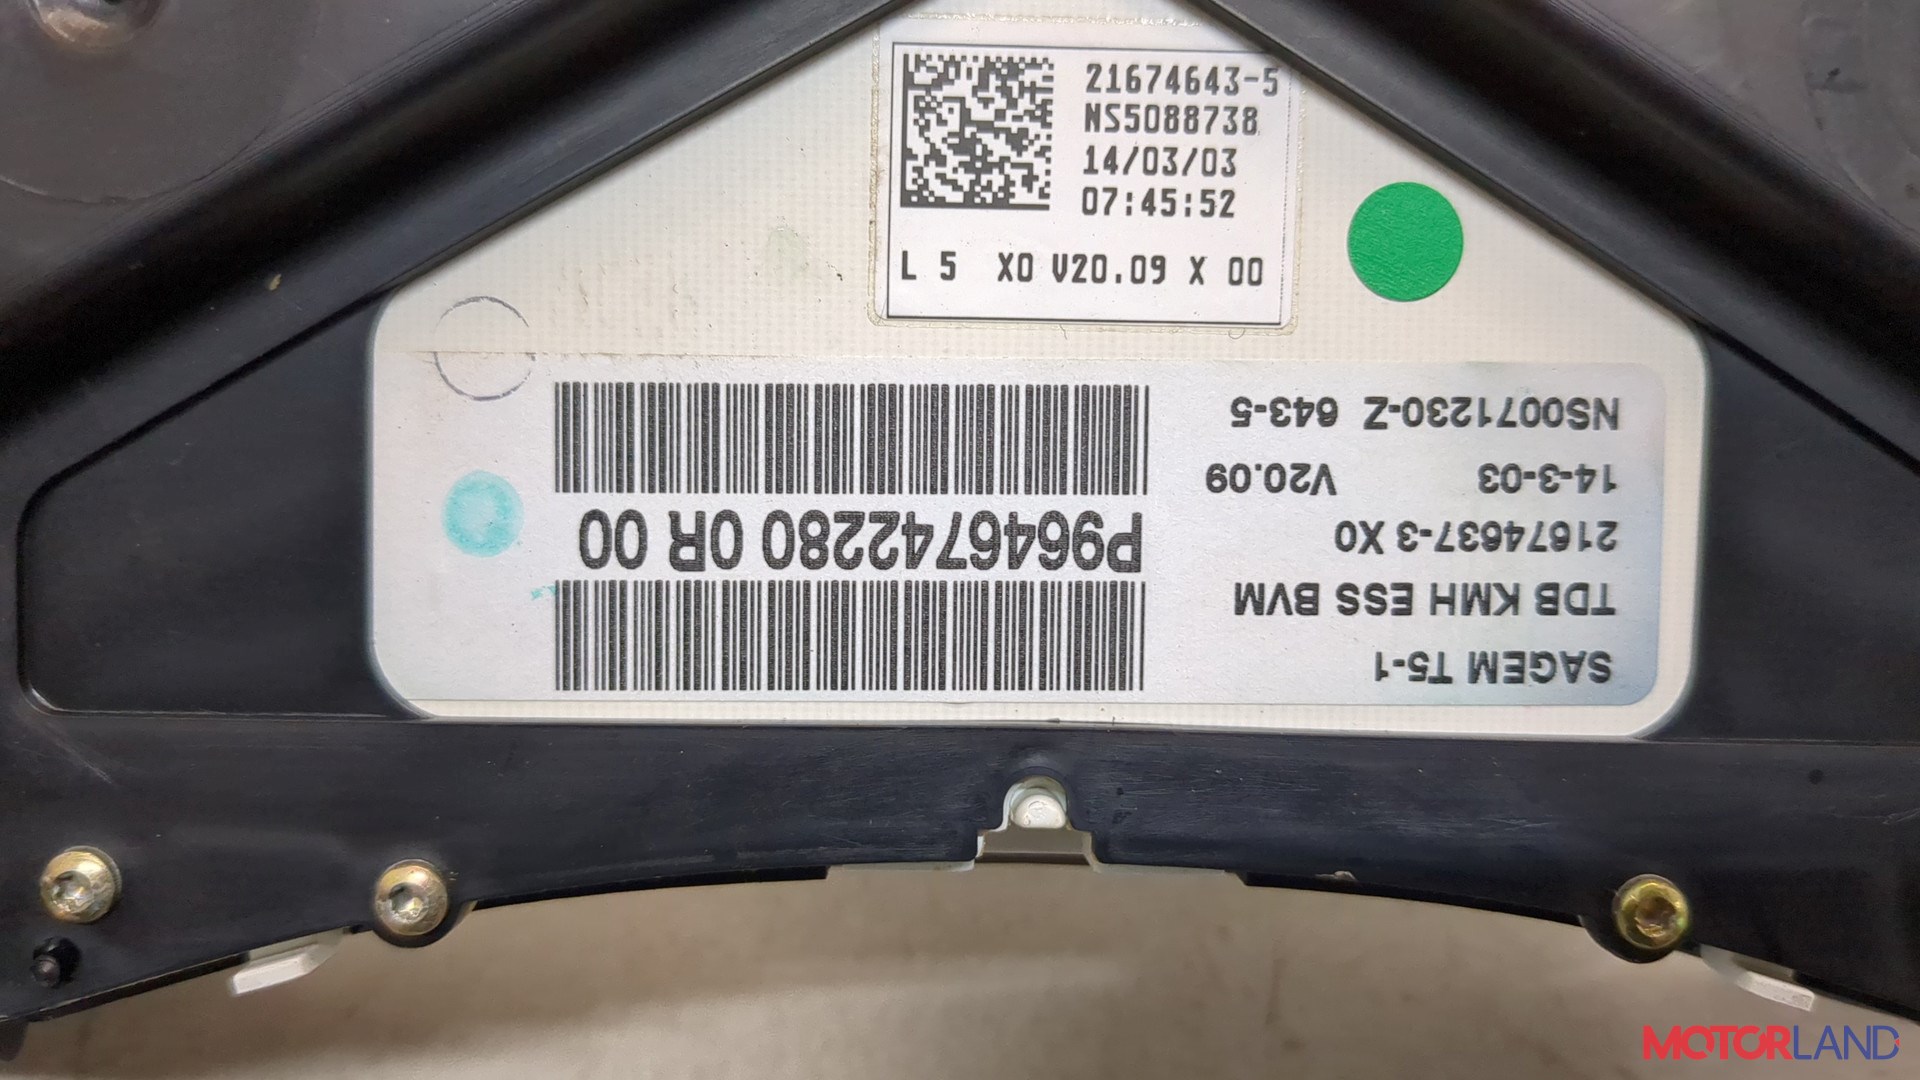 21674643-5
NS5088738
14/03/03
07:45:52
L 5 X0 V20.09 X 00
SAGEM T5-1
TDB KMH ESS BVM
21674637-3 X0
14-3-03 V20.09
NS0071230-Z 643-5
P9646742280 0R 00
MOTORLAND